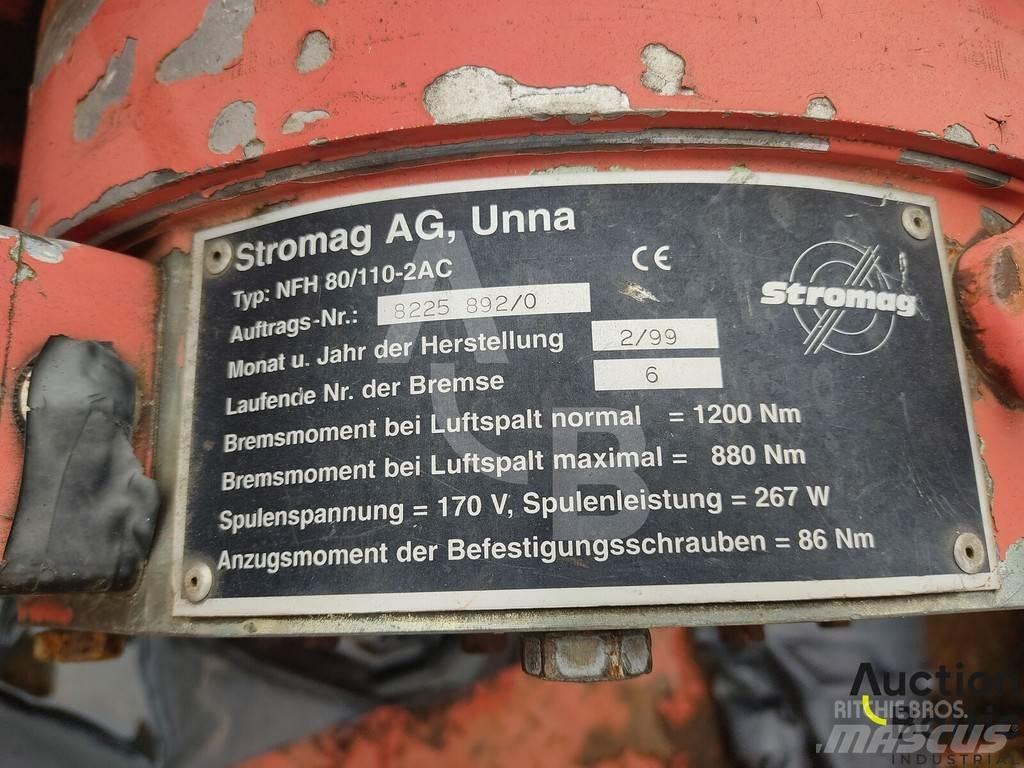 Stromag AG, Unna
Typ: NFH 80/110-2AC
CE
Stromag
Auftrags-Nr.: 8225 892/0
Monat u. Jahr der Herstellung 2/99
Laufende Nr. der Bremse 6
Bremsmoment bei Luftspalt normal = 1200 Nm
Bremsmoment bei Luftspalt maximal = 880 Nm
Spulenspannung = 170 V, Spulenleistung = 267 W
Anzugsmoment der Befestigungsschrauben = 86 Nm
Auction
RITCHIE BROS.
MASCUS
INDUSTRIAL